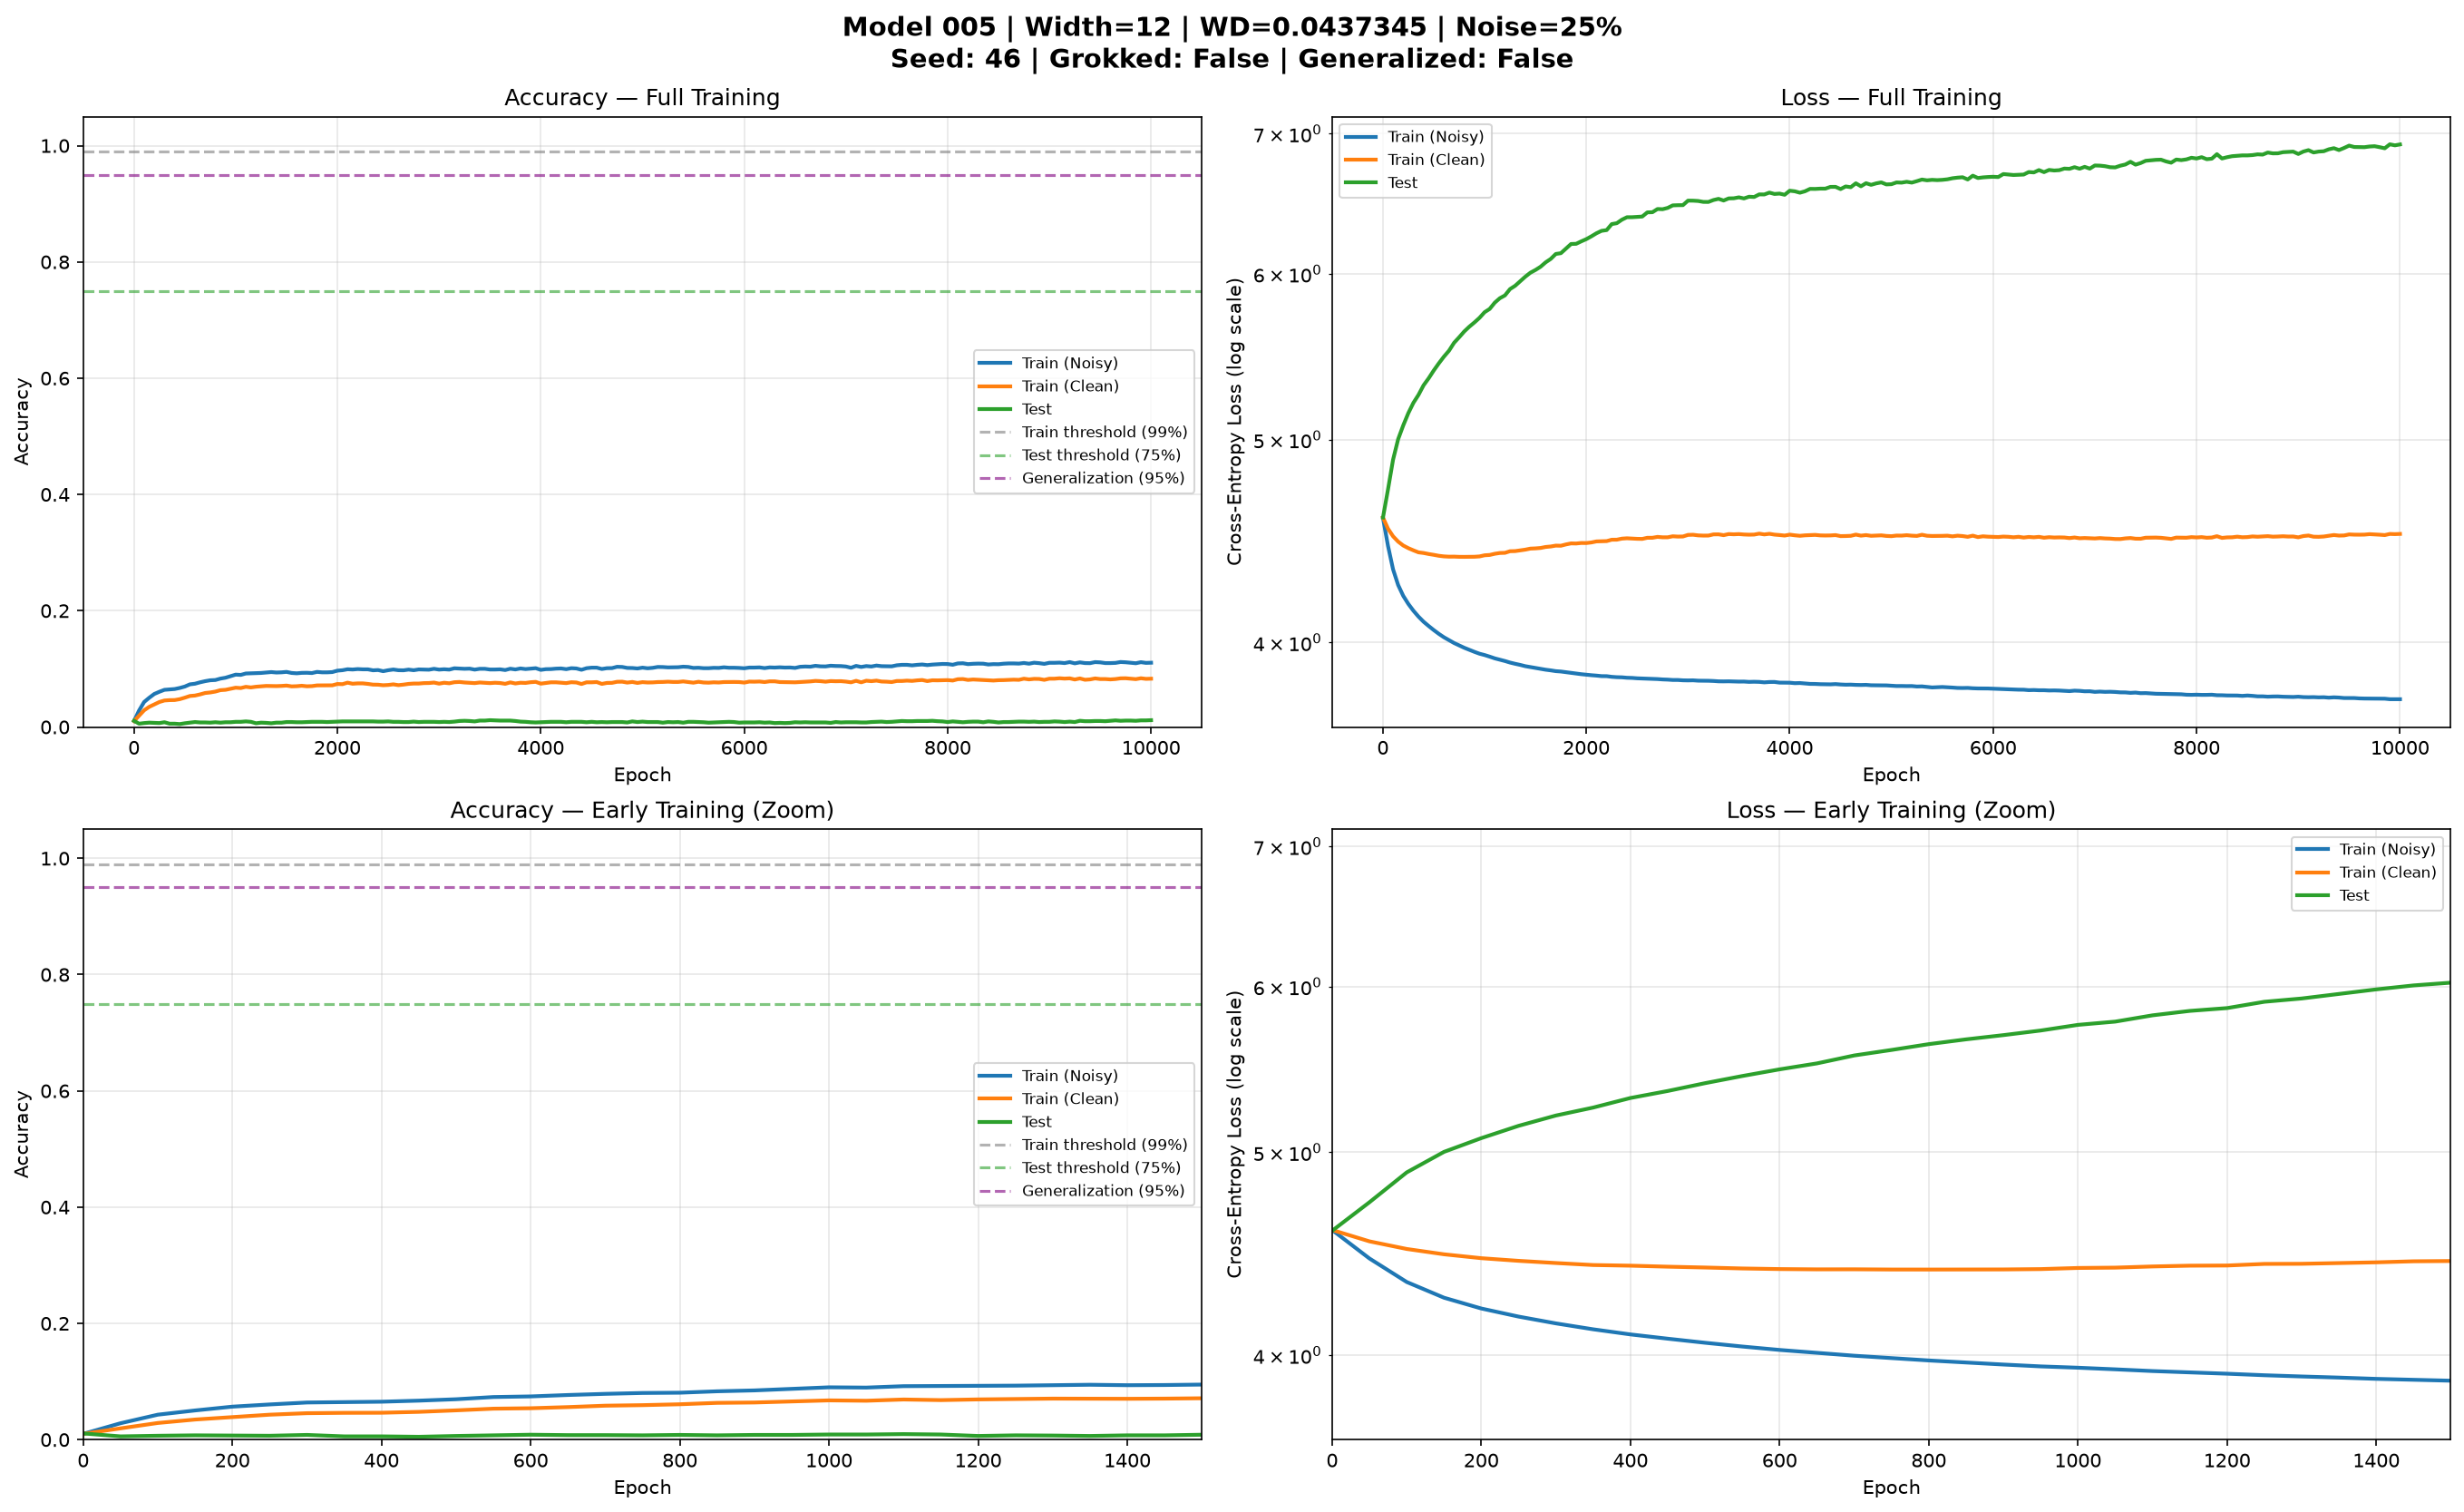 Model 005 | Width=12 | WD=0.0437345 | Noise=25%
Seed: 46 | Grokked: False | Generalized: False
Accuracy — Full Training
1.0
0.8
0.6
0.4
0.2
0.0
Accuracy
Train (Noisy)
Train (Clean)
Test
Train threshold (99%)
Test threshold (75%)
Generalization (95%)
0 2000 4000 6000 8000 10000
Epoch
Loss — Full Training
7 × 10⁰
6 × 10⁰
5 × 10⁰
4 × 10⁰
Cross-Entropy Loss (log scale)
Train (Noisy)
Train (Clean)
Test
0 2000 4000 6000 8000 10000
Epoch
Accuracy — Early Training (Zoom)
1.0
0.8
0.6
0.4
0.2
0.0
Accuracy
Train (Noisy)
Train (Clean)
Test
Train threshold (99%)
Test threshold (75%)
Generalization (95%)
0 200 400 600 800 1000 1200 1400
Epoch
Loss — Early Training (Zoom)
7 × 10⁰
6 × 10⁰
5 × 10⁰
4 × 10⁰
Cross-Entropy Loss (log scale)
Train (Noisy)
Train (Clean)
Test
0 200 400 600 800 1000 1200 1400
Epoch